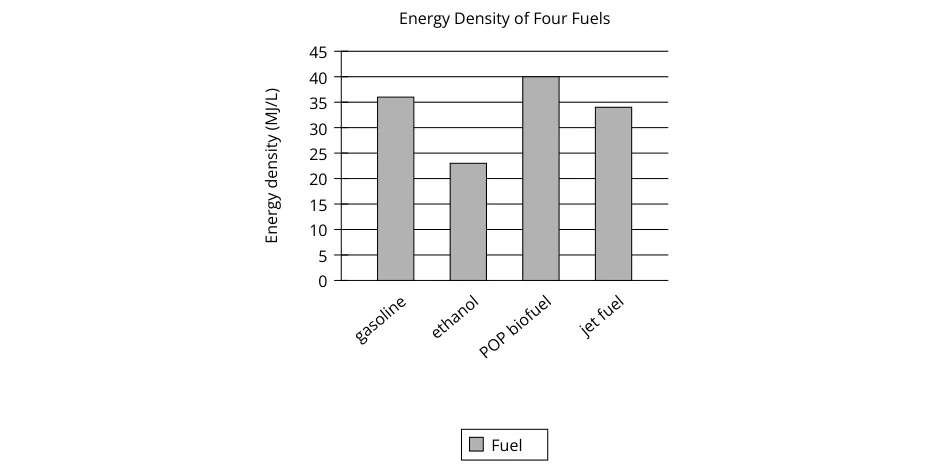 Energy Density of Four Fuels
Energy density (MJ/L)
45
40
35
30
25
20
15
10
5
0
gasoline
ethanol
POP biofuel
jet fuel
Fuel